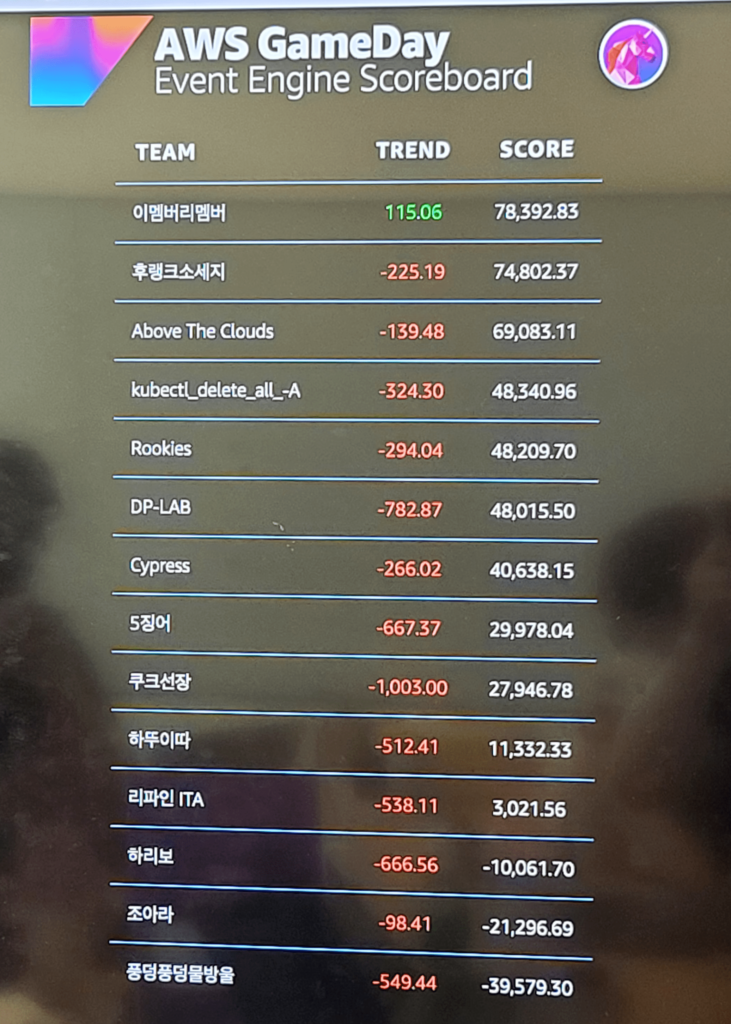 AWS GameDay
Event Engine Scoreboard
TEAM TREND SCORE
이멤버리멤버 115.06 78,392.83
후랭크소세지 -225.19 74,802.37
Above The Clouds -139.48 69,083.11
kubectl_delete_all_-A -324.30 48,340.96
Rookies -294.04 48,209.70
DP-LAB -782.87 48,015.50
Cypress -266.02 40,638.15
5징어 -667.37 29,978.04
쿠크선장 -1,003.00 27,946.78
하뚜이따 -512.41 11,332.33
리파인 ITA -538.11 3,021.56
하리보 -666.56 -10,061.70
조아라 -98.41 -21,296.69
풍덩풍덩물방울 -549.44 -39,579.30